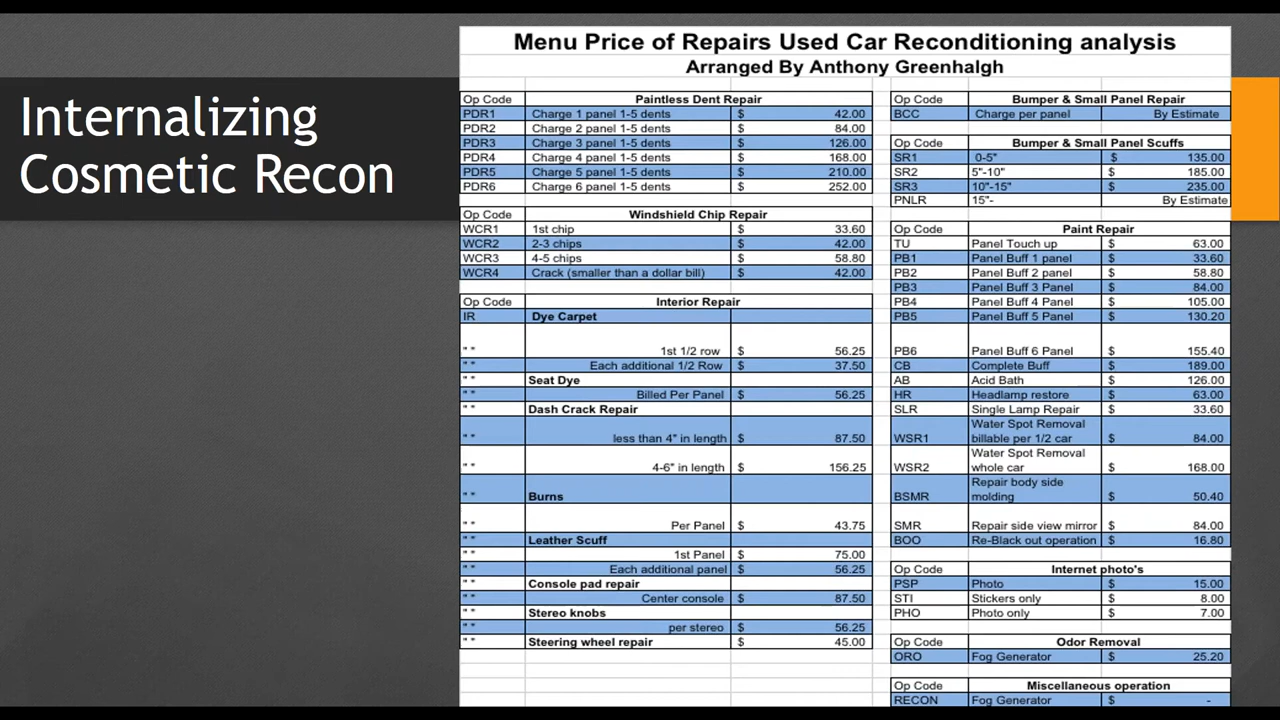 Internalizing
Cosmetic Recon
Menu Price of Repairs Used Car Reconditioning analysis
Arranged By Anthony Greenhalgh
Op Code Paintless Dent Repair
PDR1 Charge 1 panel 1-5 dents $ 42.00
PDR2 Charge 2 panel 1-5 dents $ 84.00
PDR3 Charge 3 panel 1-5 dents $ 126.00
PDR4 Charge 4 panel 1-5 dents $ 168.00
PDR5 Charge 5 panel 1-5 dents $ 210.00
PDR6 Charge 6 panel 1-5 dents $ 252.00
Op Code Windshield Chip Repair
WCR1 1st chip $ 33.60
WCR2 2-3 chips $ 42.00
WCR3 4-5 chips $ 58.80
WCR4 Crack (smaller than a dollar bill) $ 42.00
Op Code Interior Repair
IR Dye Carpet
" " 1st 1/2 row $ 56.25
" " Each additional 1/2 Row $ 37.50
" " Seat Dye
" " Billed Per Panel $ 56.25
" " Dash Crack Repair
" " less than 4" in length $ 87.50
" " 4-6" in length $ 156.25
" " Burns
" " Per Panel $ 43.75
" " Leather Scuff
" " 1st Panel $ 75.00
" " Each additional panel $ 56.25
" " Console pad repair
" " Center console $ 87.50
" " Stereo knobs
" " per stereo $ 56.25
" " Steering wheel repair $ 45.00
Op Code Bumper & Small Panel Repair
BCC Charge per panel By Estimate
Op Code Bumper & Small Panel Scuffs
SR1 0-5" $ 135.00
SR2 5"-10" $ 185.00
SR3 10"-15" $ 235.00
PNLR 15"- By Estimate
Op Code Paint Repair
TU Panel Touch up $ 63.00
PB1 Panel Buff 1 panel $ 33.60
PB2 Panel Buff 2 panel $ 58.80
PB3 Panel Buff 3 Panel $ 84.00
PB4 Panel Buff 4 Panel $ 105.00
PB5 Panel Buff 5 Panel $ 130.20
PB6 Panel Buff 6 Panel $ 155.40
CB Complete Buff $ 189.00
AB Acid Bath $ 126.00
HR Headlamp restore $ 63.00
SLR Single Lamp Repair $ 33.60
Water Spot Removal
WSR1 billable per 1/2 car $ 84.00
Water Spot Removal
WSR2 whole car $ 168.00
Repair body side
BSMR molding $ 50.40
SMR Repair side view mirror $ 84.00
BOO Re-Black out operation $ 16.80
Op Code Internet photo's
PSP Photo $ 15.00
STI Stickers only $ 8.00
PHO Photo only $ 7.00
Op Code Odor Removal
ORO Fog Generator $ 25.20
Op Code Miscellaneous operation
RECON Fog Generator $ -